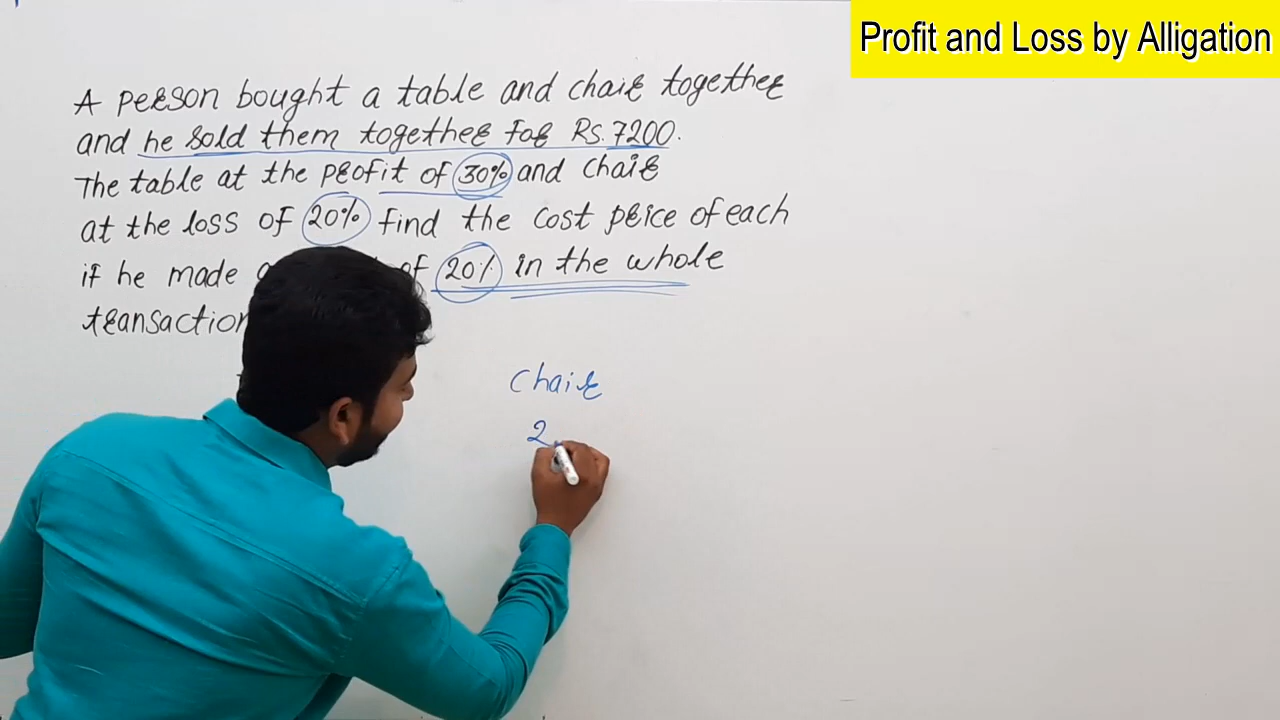 Profit and Loss by Alligation
A person bought a table and chair together
and he sold them together for Rs. 7200.
The table at the profit of 30% and chair
at the loss of 20% find the cost price of each
if he made of 20% in the whole
transaction
chair
2